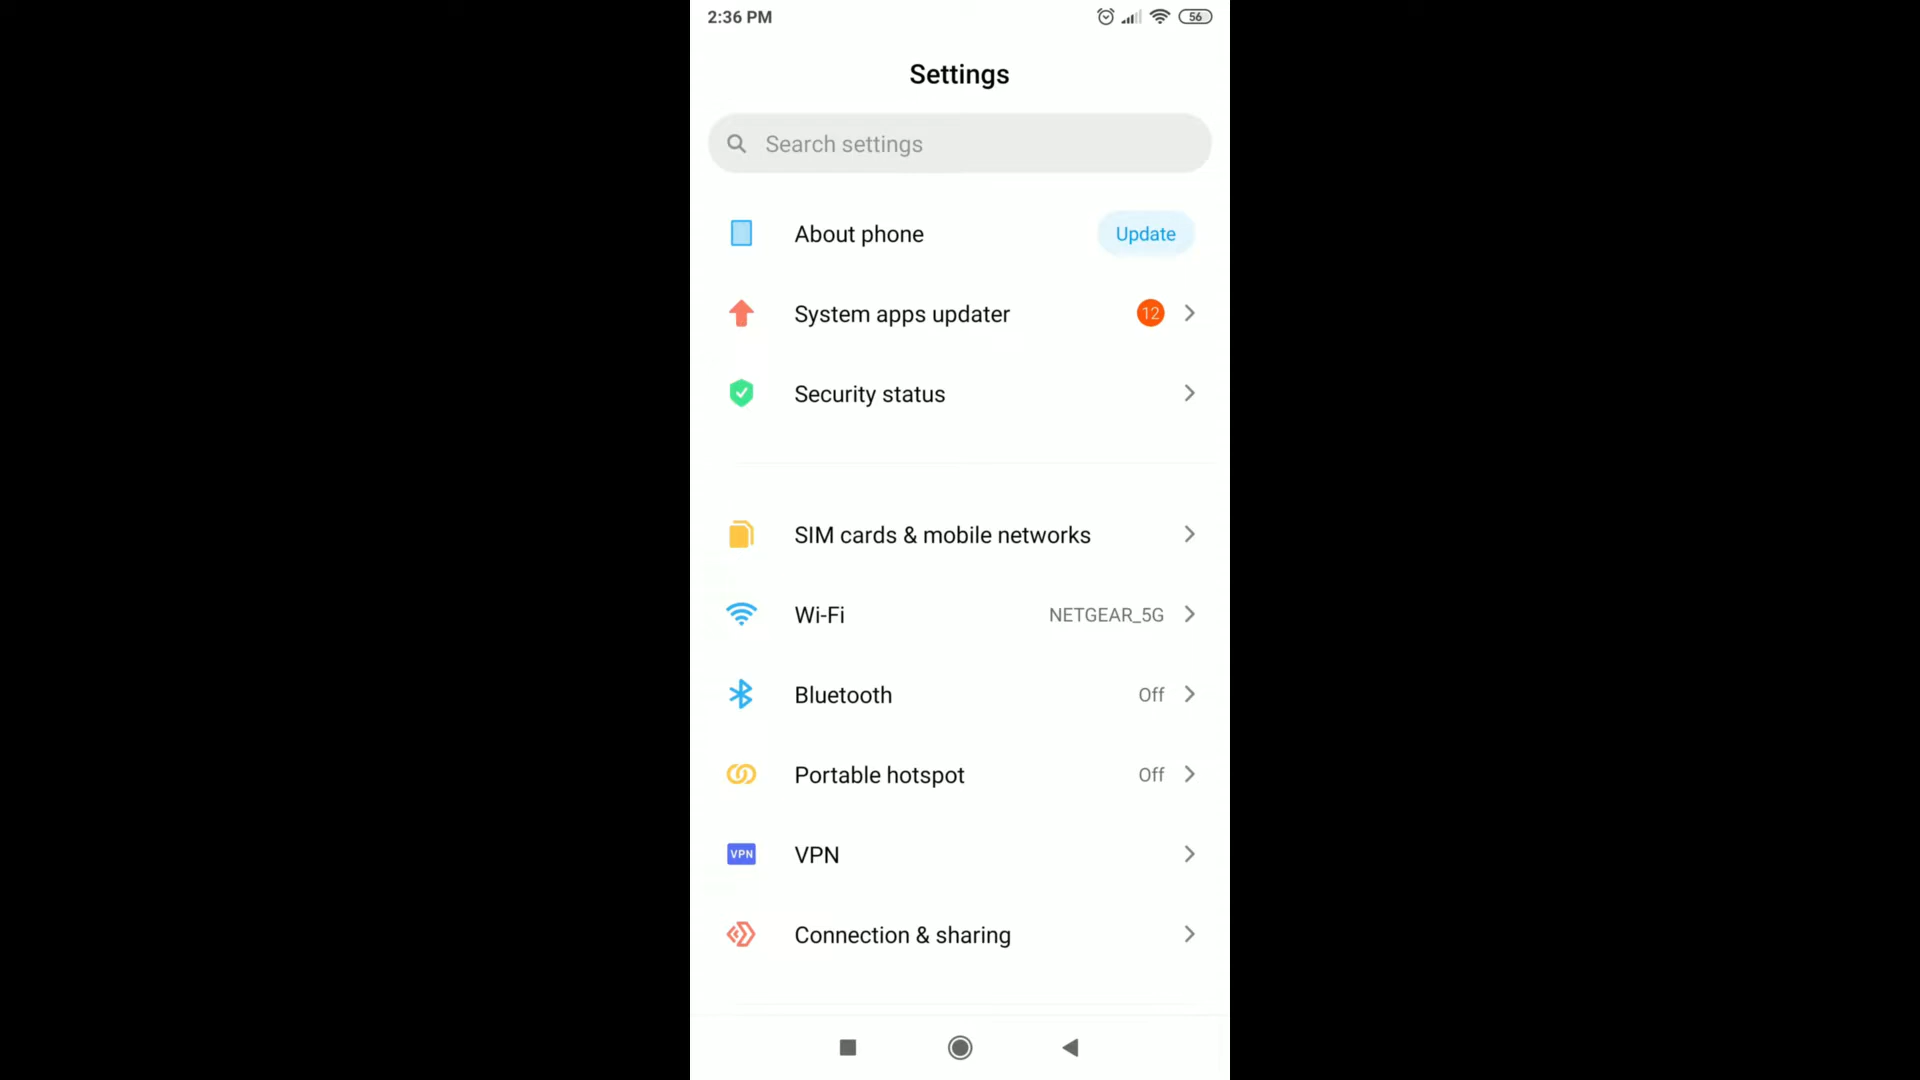 2:36 PM
56
Settings
Search settings
About phone
Update
System apps updater
12
Security status
SIM cards & mobile networks
Wi-Fi
NETGEAR_5G
Bluetooth
Off
Portable hotspot
Off
VPN
VPN
Connection & sharing